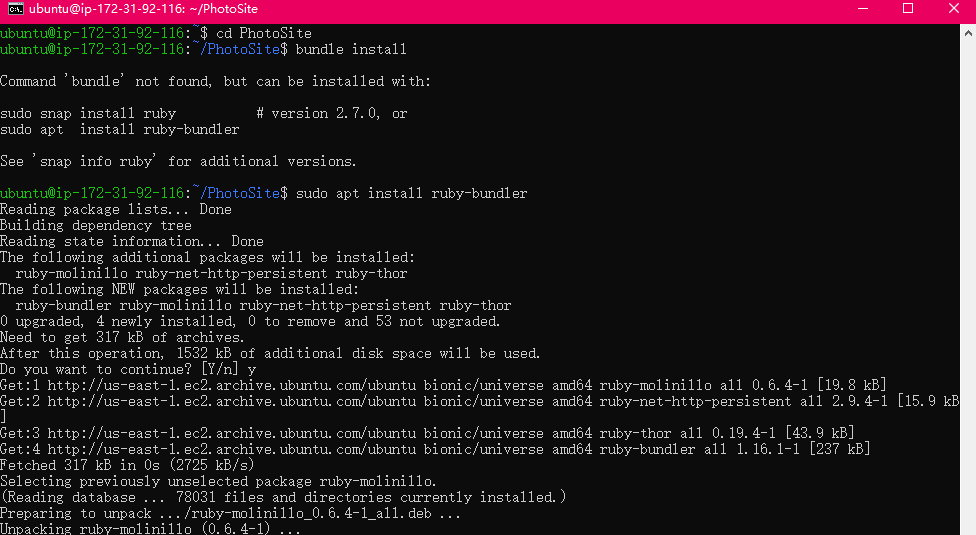 ubuntu@ip-172-31-92-116: ~/PhotoSite
ubuntu@ip-172-31-92-116:~$ cd PhotoSite
ubuntu@ip-172-31-92-116:~/PhotoSite$ bundle install

Command 'bundle' not found, but can be installed with:

sudo snap install ruby          # version 2.7.0, or
sudo apt  install ruby-bundler

See 'snap info ruby' for additional versions.

ubuntu@ip-172-31-92-116:~/PhotoSite$ sudo apt install ruby-bundler
Reading package lists... Done
Building dependency tree
Reading state information... Done
The following additional packages will be installed:
  ruby-molinillo ruby-net-http-persistent ruby-thor
The following NEW packages will be installed:
  ruby-bundler ruby-molinillo ruby-net-http-persistent ruby-thor
0 upgraded, 4 newly installed, 0 to remove and 53 not upgraded.
Need to get 317 kB of archives.
After this operation, 1532 kB of additional disk space will be used.
Do you want to continue? [Y/n] y
Get:1 http://us-east-1.ec2.archive.ubuntu.com/ubuntu bionic/universe amd64 ruby-molinillo all 0.6.4-1 [19.8 kB]
Get:2 http://us-east-1.ec2.archive.ubuntu.com/ubuntu bionic/universe amd64 ruby-net-http-persistent all 2.9.4-1 [15.9 kB
]
Get:3 http://us-east-1.ec2.archive.ubuntu.com/ubuntu bionic/universe amd64 ruby-thor all 0.19.4-1 [43.9 kB]
Get:4 http://us-east-1.ec2.archive.ubuntu.com/ubuntu bionic/universe amd64 ruby-bundler all 1.16.1-1 [237 kB]
Fetched 317 kB in 0s (2725 kB/s)
Selecting previously unselected package ruby-molinillo.
(Reading database ... 78031 files and directories currently installed.)
Preparing to unpack .../ruby-molinillo_0.6.4-1_all.deb ...
Unpacking ruby-molinillo (0.6.4-1) ...